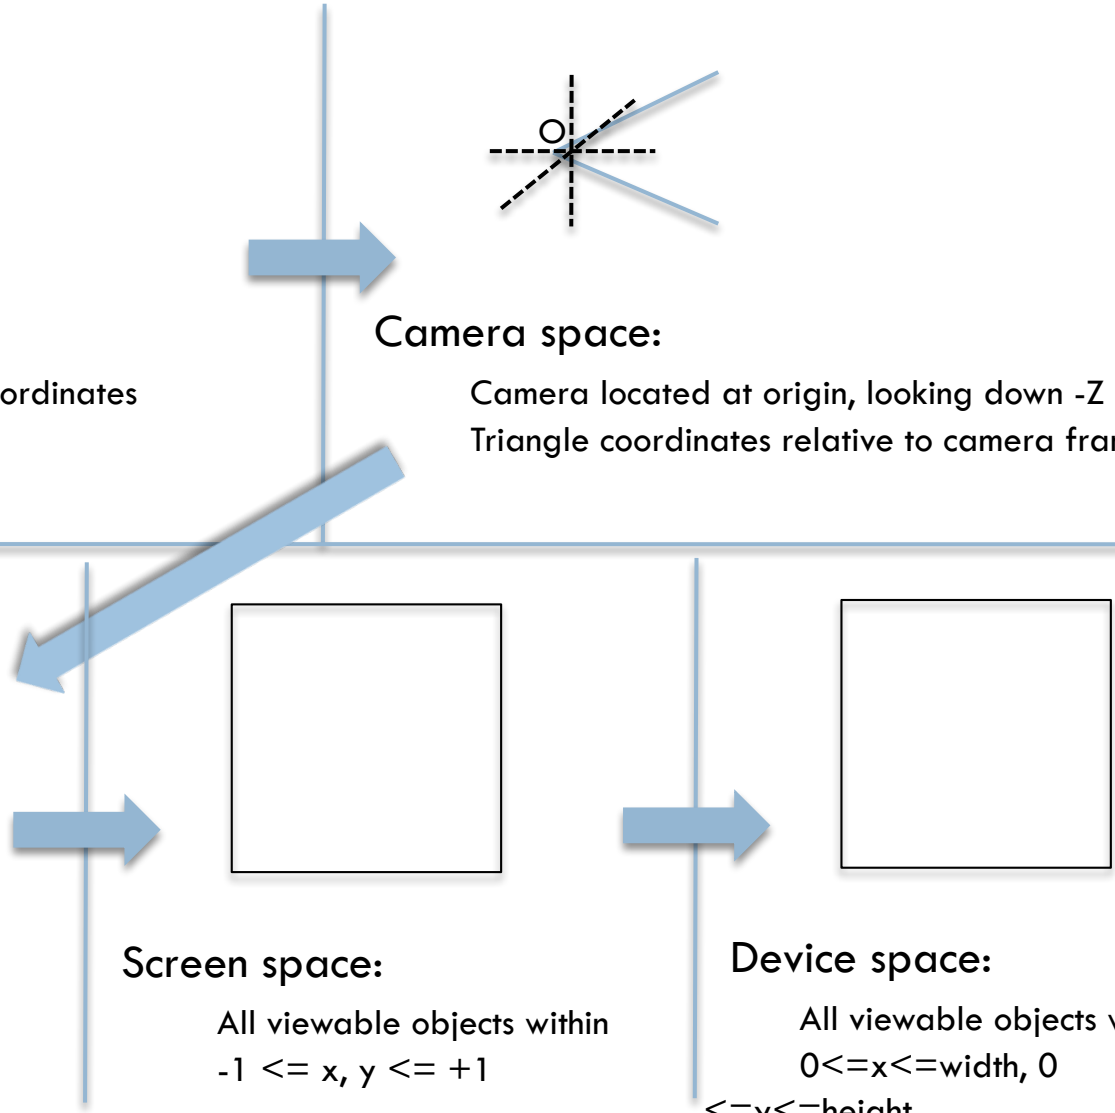 O
Camera space:
ordinates
Camera located at origin, looking down -Z
Triangle coordinates relative to camera
Screen space:
All viewable objects within
-1 <= x, y <= +1
Device space:
All viewable objects
0<=x<=width, 0
<=y<=height